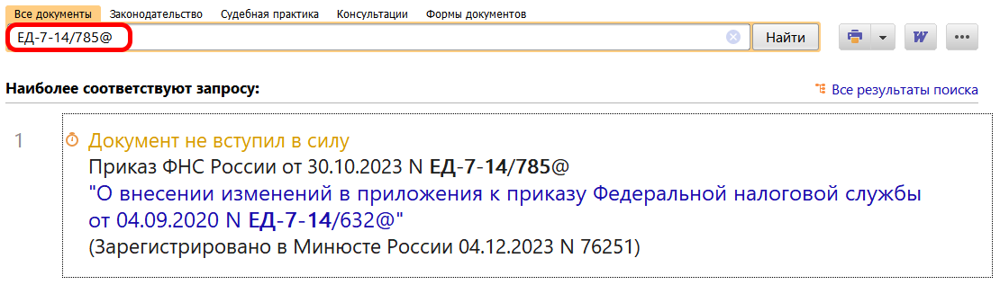 Все документы Законодательство Судебная практика Консультации Формы документов
ЕД-7-14/785@ Найти
Наиболее соответствуют запросу: Все результаты поиска
1 Документ не вступил в силу
Приказ ФНС России от 30.10.2023 N ЕД-7-14/785@
"О внесении изменений в приложения к приказу Федеральной налоговой службы
от 04.09.2020 N ЕД-7-14/632@"
(Зарегистрировано в Минюсте России 04.12.2023 N 76251)